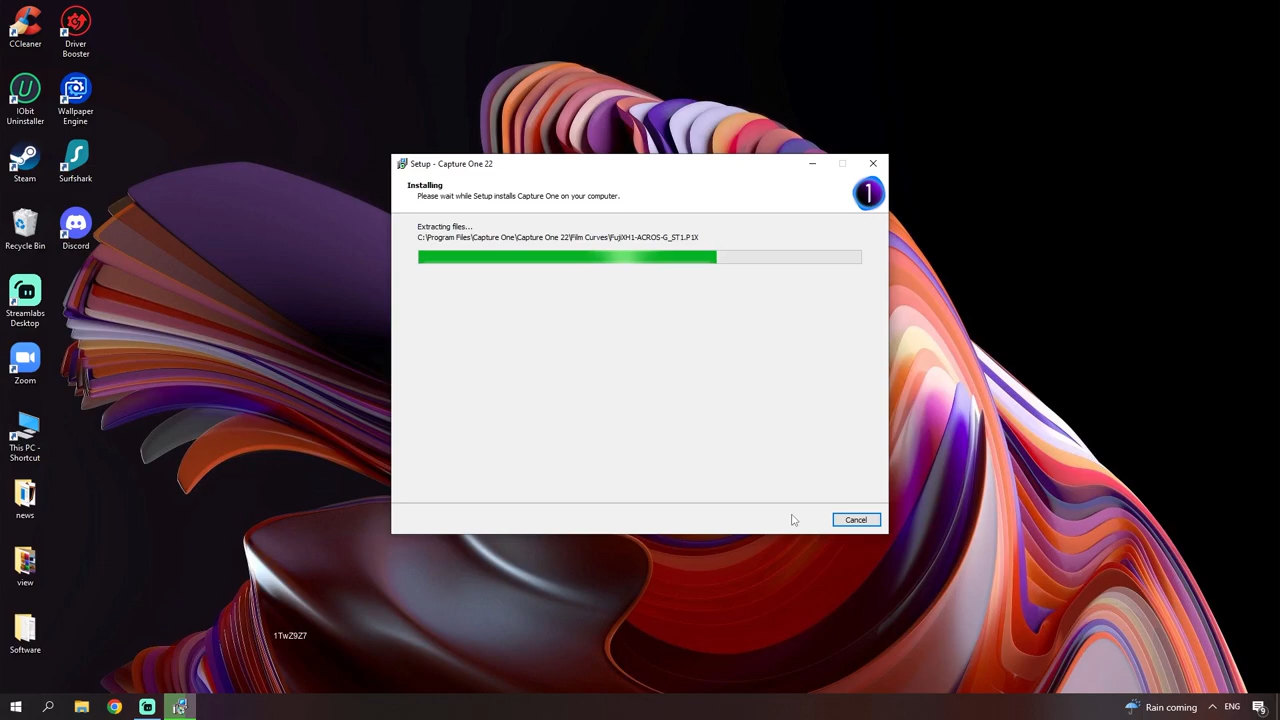 CCleaner
Driver
Booster
IObit
Uninstaller
Wallpaper
Engine
Steam
Surfshark
Recycle Bin
Discord
Streamlabs
Desktop
Zoom
This PC -
Shortcut
news
view
Software
Setup - Capture One 22
Installing
Please wait while Setup installs Capture One on your computer.
1
Extracting files...
C:\Program Files\Capture One\Capture One 22\Film Curves\FujiXH1-ACROS-G_ST1.P1X
Cancel
1TwZ9Z7
Rain coming
ENG
9